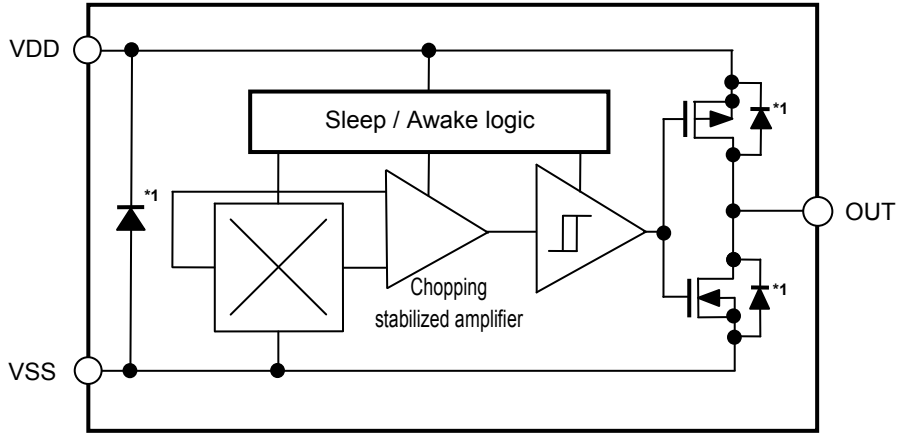 VDD
*1
Sleep / Awake logic
*1
*1
OUT
Chopping
stabilized amplifier
*1
VSS